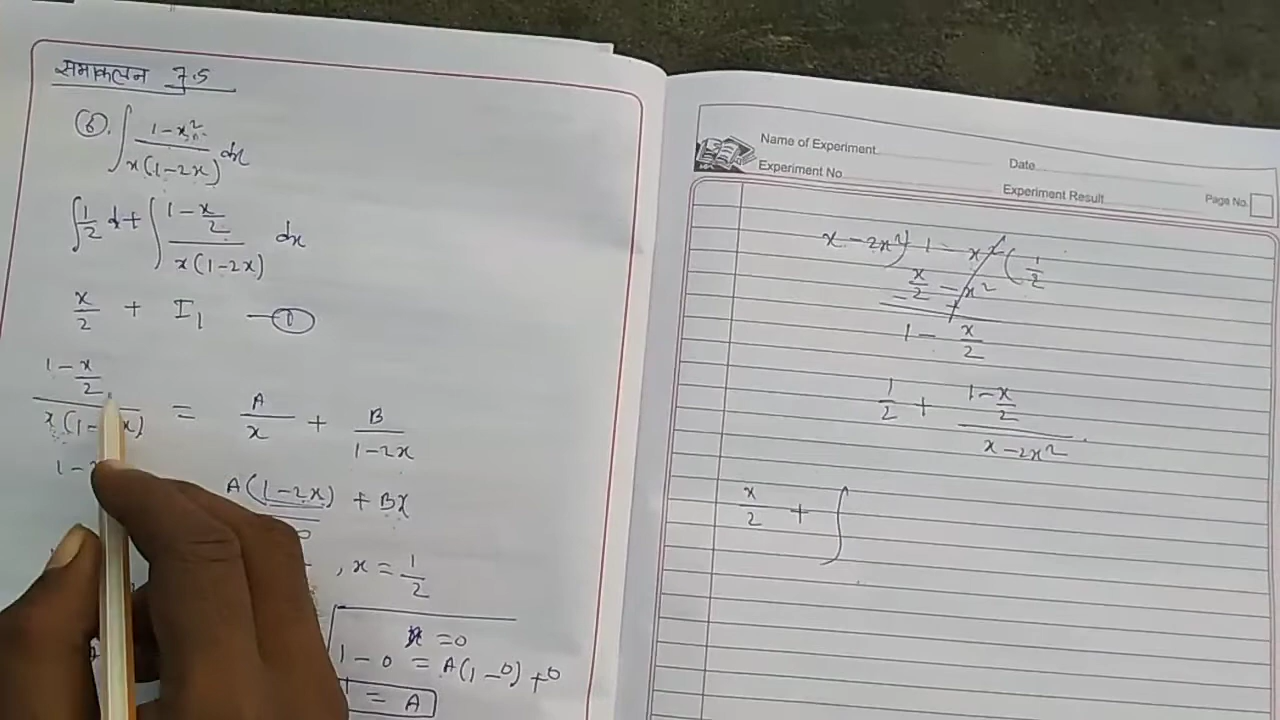 समाकलन 7.5
(6). ∫ 1-x² / x(1-2x) dx
∫ 1/2 dx + ∫ 1-x/2 / x(1-2x) dx
x/2 + I₁ —(1)
1-x/2 / x(1-x) = A/x + B/1-2x
1-
A(1-2x) + Bx
, x = 1/2
x = 0
1-0 = A(1-0)+0
1 = A
Name of Experiment
Date
Experiment No
Experiment Result
Page No.
x-2x²) 1-x² (1/2
x/2 - x²
- +
1 - x/2
1/2 + 1-x/2 / x-2x²
x/2 + ∫